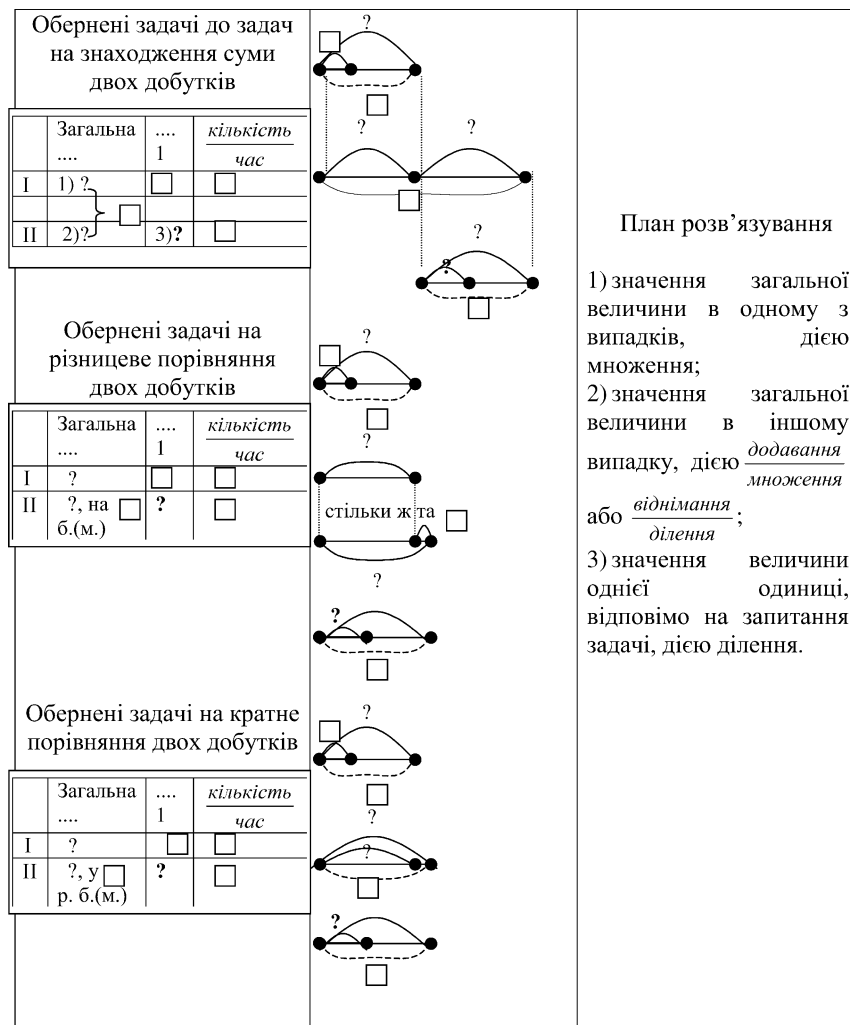 Обернені задачі до задач
на знаходження суми
двох добутків
Загальна .... кількість
.... 1 час
I 1) ?
II 2)? 3)?
?
?
?
?
?
Обернені задачі на
різницеве порівняння
двох добутків
Загальна .... кількість
.... 1 час
I ?
II ?, на ?
б.(м.)
?
?
стільки ж та
?
?
Обернені задачі на кратне
порівняння двох добутків
Загальна .... кількість
.... 1 час
I ?
II ?, у ?
р. б.(м.)
?
?
?
?
План розв’язування
1) значення загальної
величини в одному з
випадків, дією
множення;
2) значення загальної
величини в іншому
випадку, дією додавання
множення
або віднімання
ділення ;
3) значення величини
однієї одиниці,
відповімо на запитання
задачі, дією ділення.